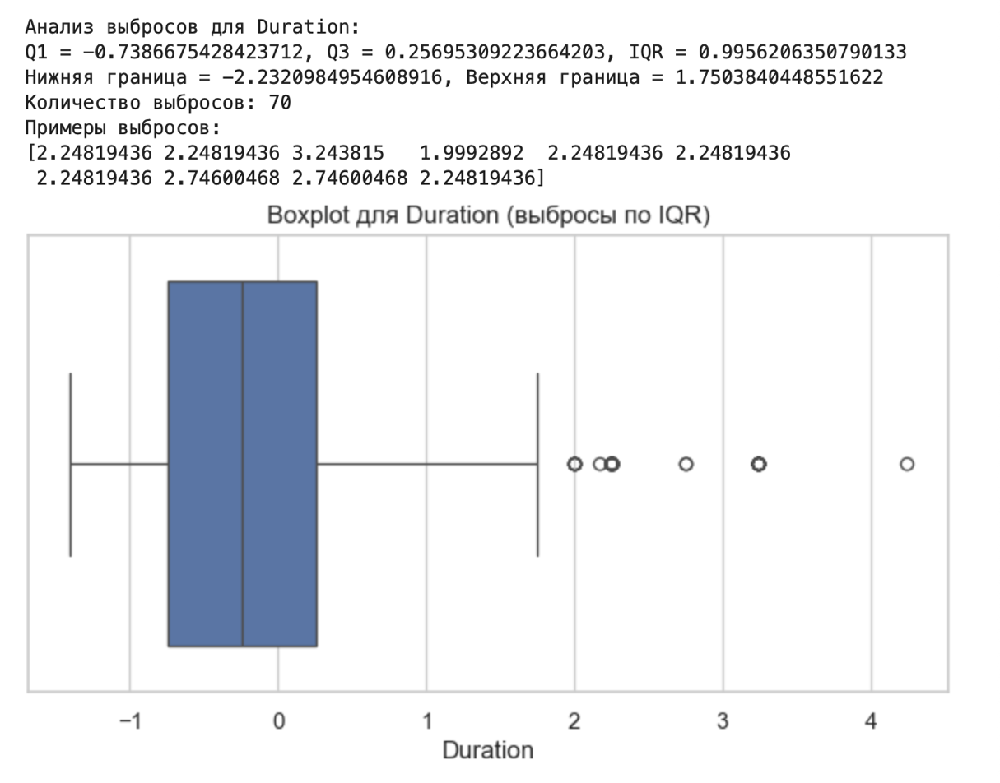 Анализ выбросов для Duration:
Q1 = −0.7386675428423712, Q3 = 0.25695309223664203, IQR = 0.9956206350790133
Нижняя граница = −2.2320984954608916, Верхняя граница = 1.7503840448551622
Количество выбросов: 70
Примеры выбросов:
[2.24819436 2.24819436 3.243815   1.9992892  2.24819436 2.24819436
 2.24819436 2.74600468 2.74600468 2.24819436]
Boxplot для Duration (выбросы по IQR)
−1 0 1 2 3 4
Duration